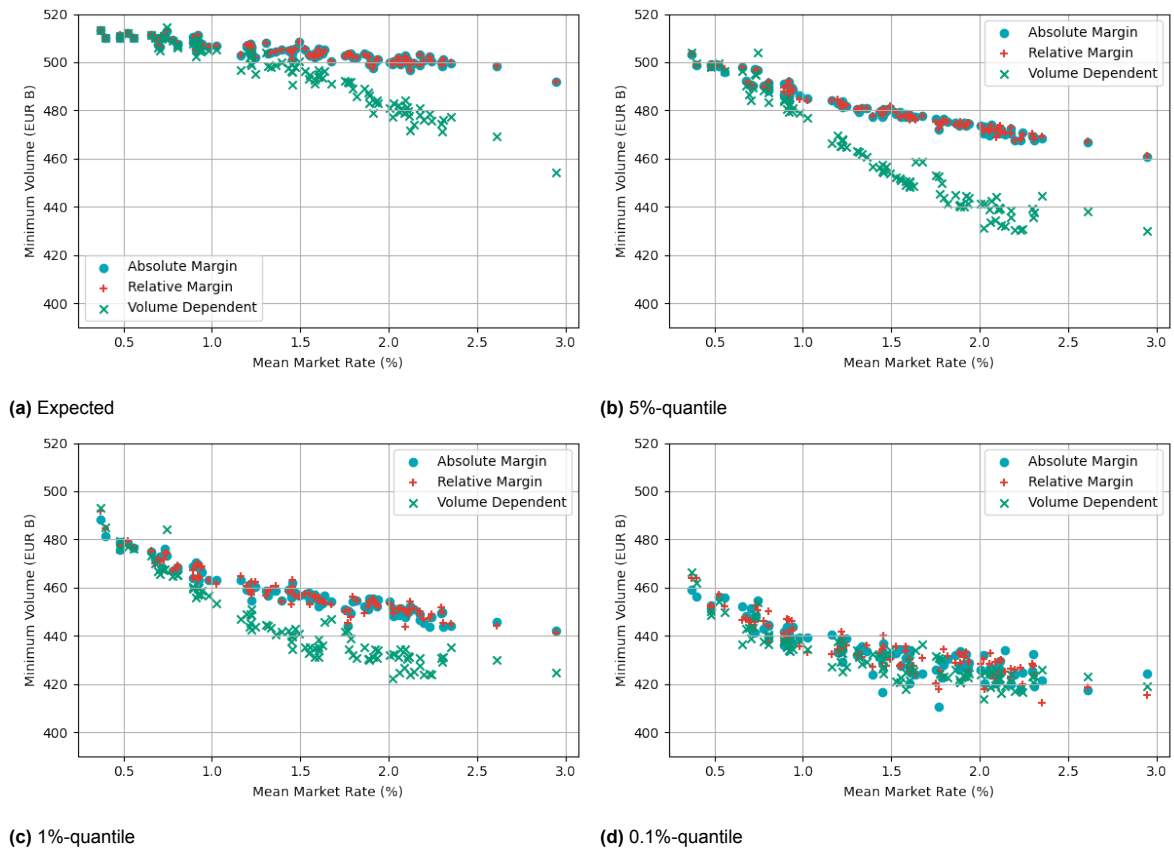 520
500
480
460
440
420
400
Minimum Volume (EUR B)
Absolute Margin
Relative Margin
Volume Dependent
0.5
1.0
1.5
2.0
2.5
3.0
Mean Market Rate (%)
(a) Expected
520
500
480
460
440
420
400
Minimum Volume (EUR B)
Absolute Margin
Relative Margin
Volume Dependent
0.5
1.0
1.5
2.0
2.5
3.0
Mean Market Rate (%)
(b) 5%-quantile
520
500
480
460
440
420
400
Minimum Volume (EUR B)
Absolute Margin
Relative Margin
Volume Dependent
0.5
1.0
1.5
2.0
2.5
3.0
Mean Market Rate (%)
(c) 1%-quantile
520
500
480
460
440
420
400
Minimum Volume (EUR B)
Absolute Margin
Relative Margin
Volume Dependent
0.5
1.0
1.5
2.0
2.5
3.0
Mean Market Rate (%)
(d) 0.1%-quantile